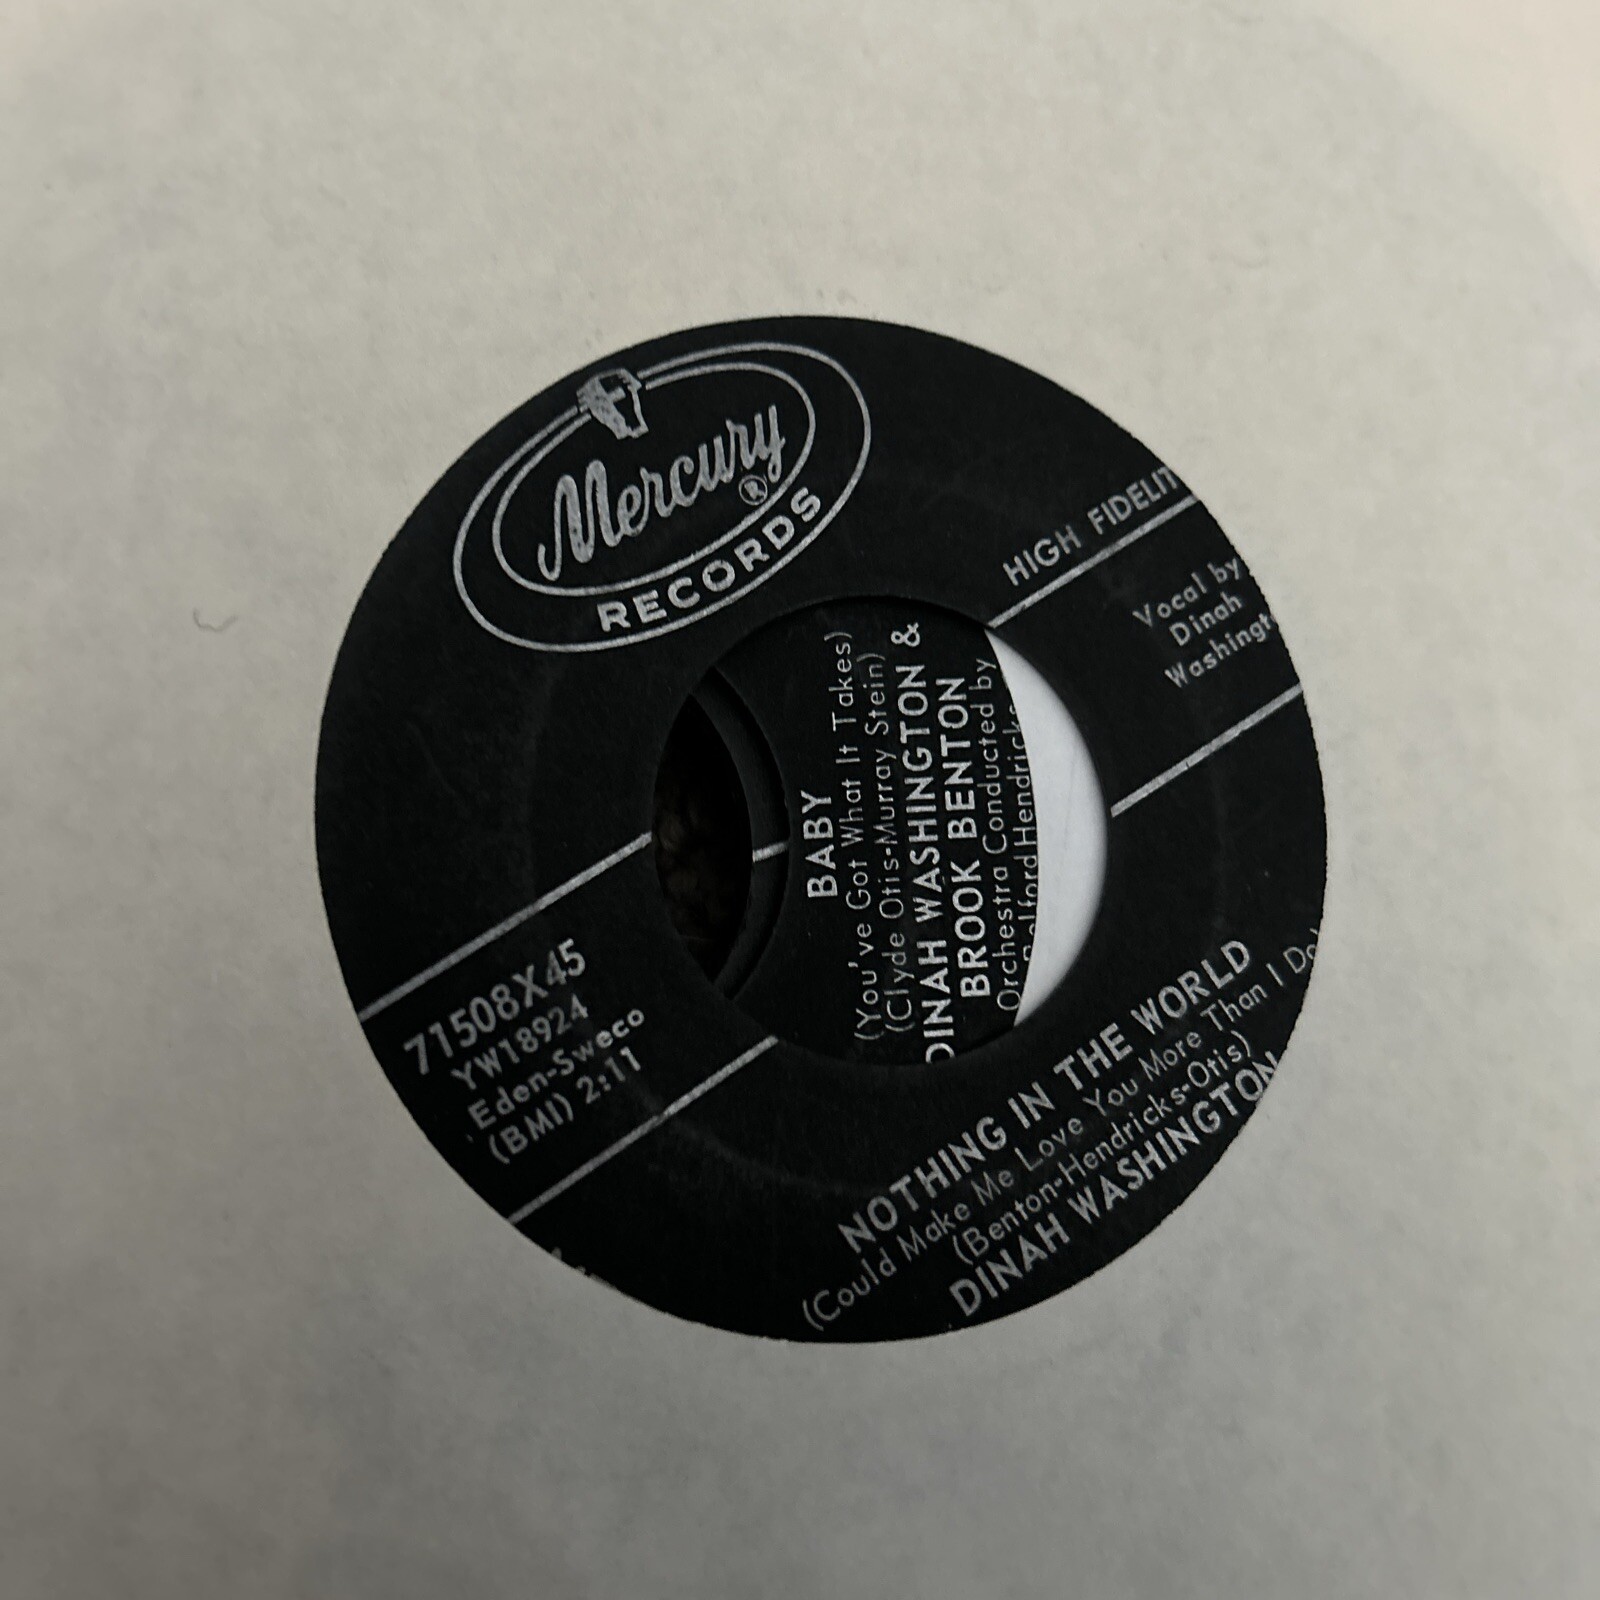 Mercury
®
RECORDS
HIGH FIDELIT
Vocal by
Dinah
Washingt
71508X45
YW18924
Eden-Sweco
(BMI) 2:11
NOTHING IN THE WORLD
(Could Make Me Love You More Than I Do
(Benton-Hendricks-Otis)
DINAH WASHINGTON
BABY
(You've Got What It Takes)
(Clyde Otis-Murray Stein)
DINAH WASHINGTON &
BROOK BENTON
Orchestra Conducted by
Hendricks